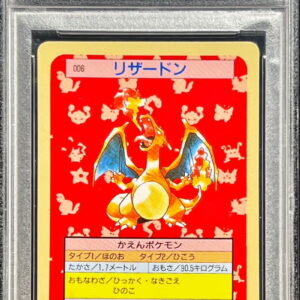 006
リザードン
かえんポケモン
タイプ1/ほのお タイプ2/ひこう
たかさ/1.7メートル おもさ/90.5キログラム
おもなわざ/ひっかく・なきごえ
ひのこ